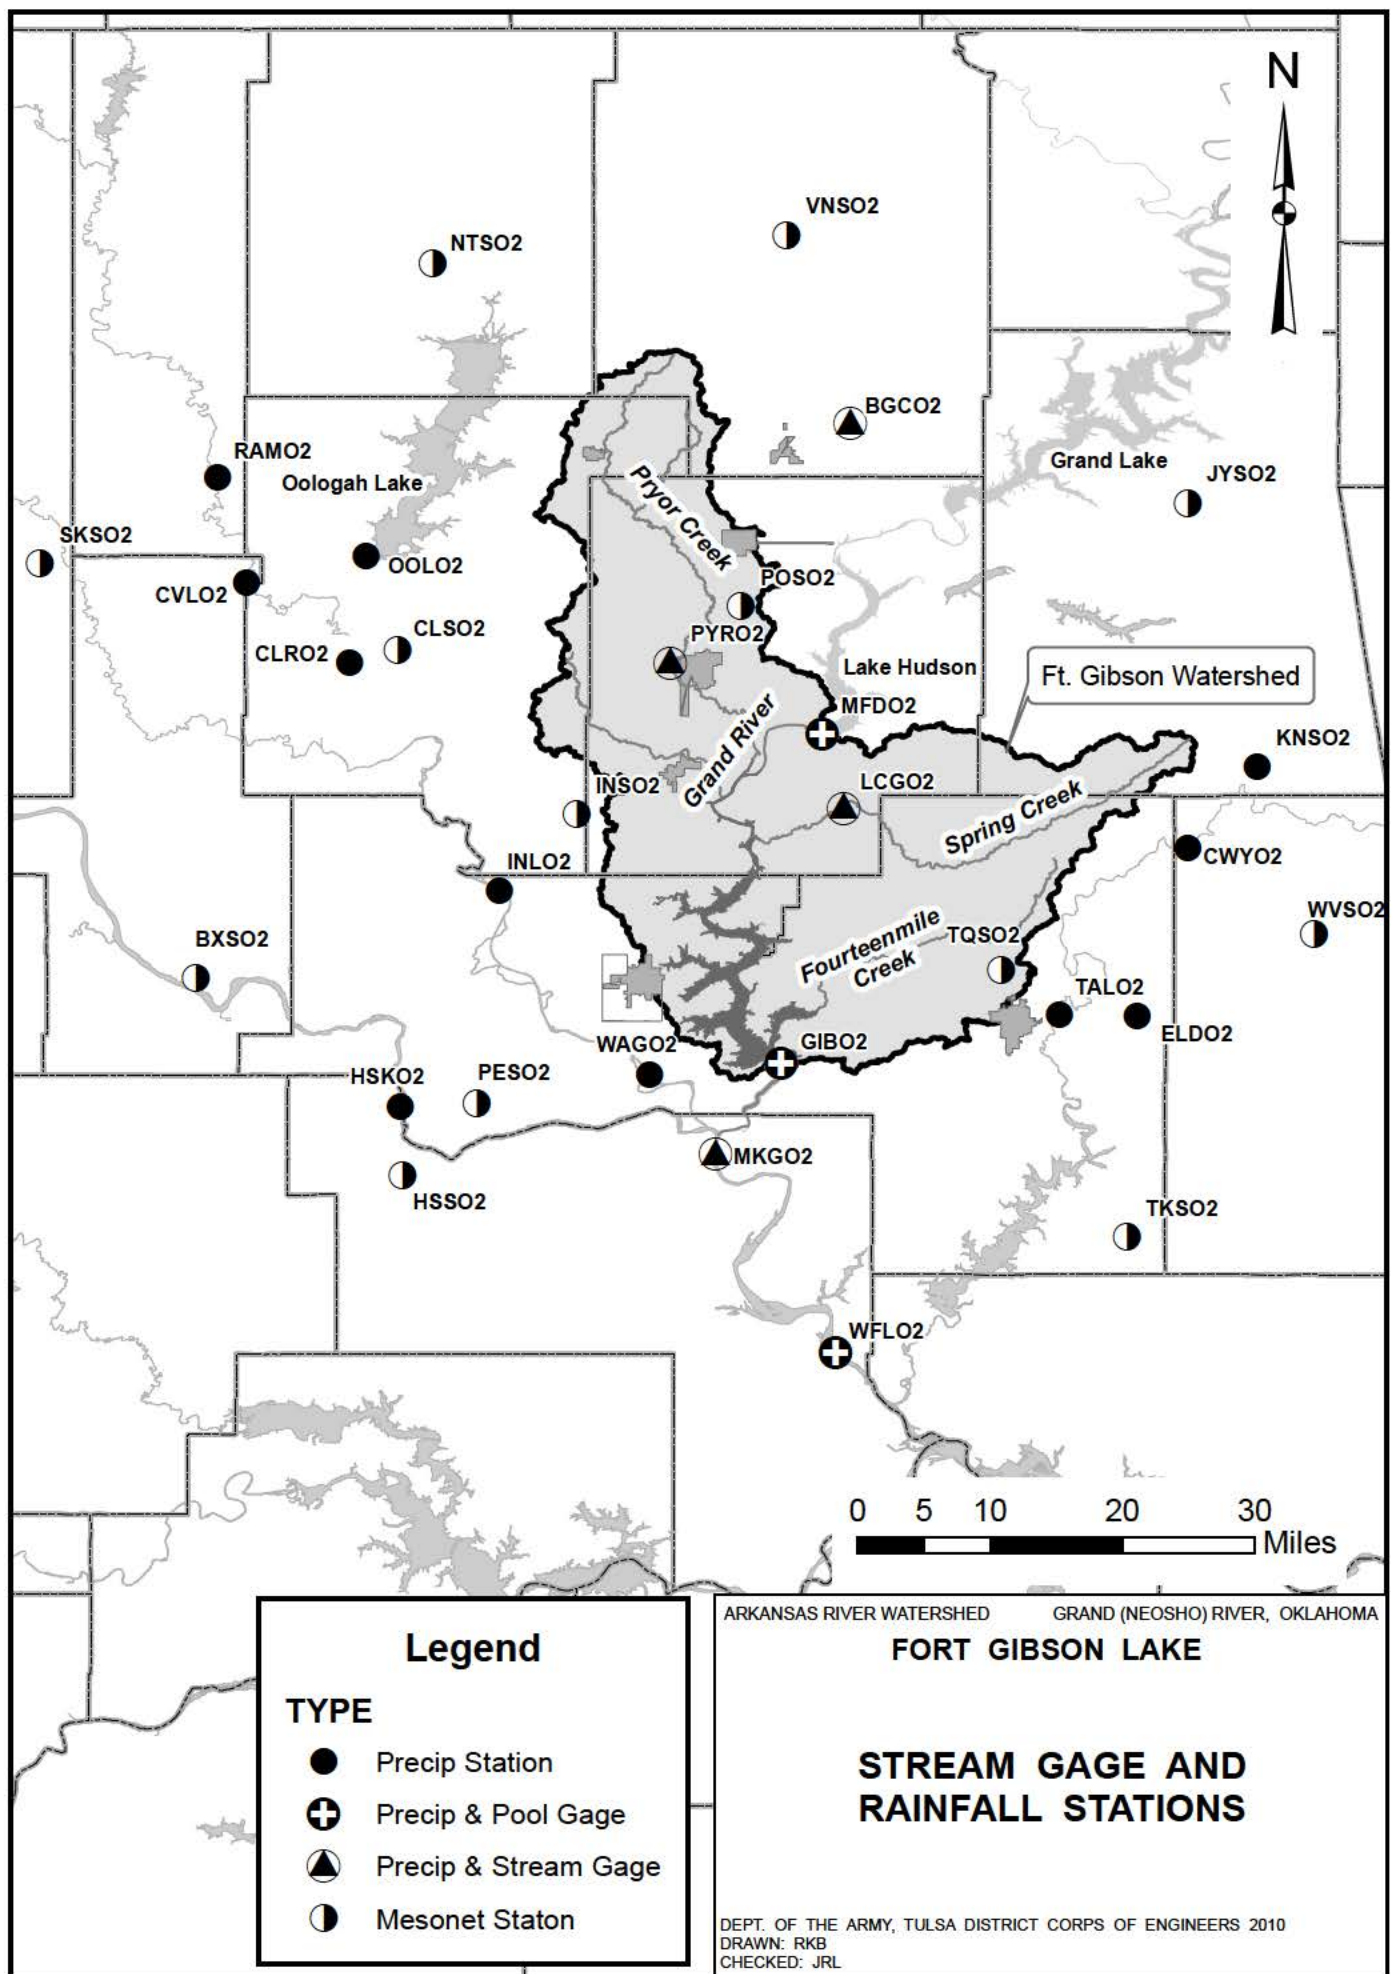 N
VNSO2
NTSO2
BGCO2
RAMO2
Oologah Lake
Grand Lake
JYSO2
Pryor Creek
SKSO2
OOLO2
CVLO2
POSO2
CLSO2
CLRO2
PYRO2
Lake Hudson
Ft. Gibson Watershed
MFDO2
Grand River
KNSO2
INSO2
LCGO2
Spring Creek
INLO2
CWYO2
WVSO2
BXSO2
Fourteenmile
Creek
TQSO2
TALO2
ELDO2
WAGO2
GIBO2
HSKO2
PESO2
MKGO2
HSSO2
TKSO2
WFLO2
0 5 10 20 30
Miles
Legend
TYPE
Precip Station
Precip & Pool Gage
Precip & Stream Gage
Mesonet Staton
ARKANSAS RIVER WATERSHED GRAND (NEOSHO) RIVER, OKLAHOMA
FORT GIBSON LAKE
STREAM GAGE AND
RAINFALL STATIONS
DEPT. OF THE ARMY, TULSA DISTRICT CORPS OF ENGINEERS 2010
DRAWN: RKB
CHECKED: JRL